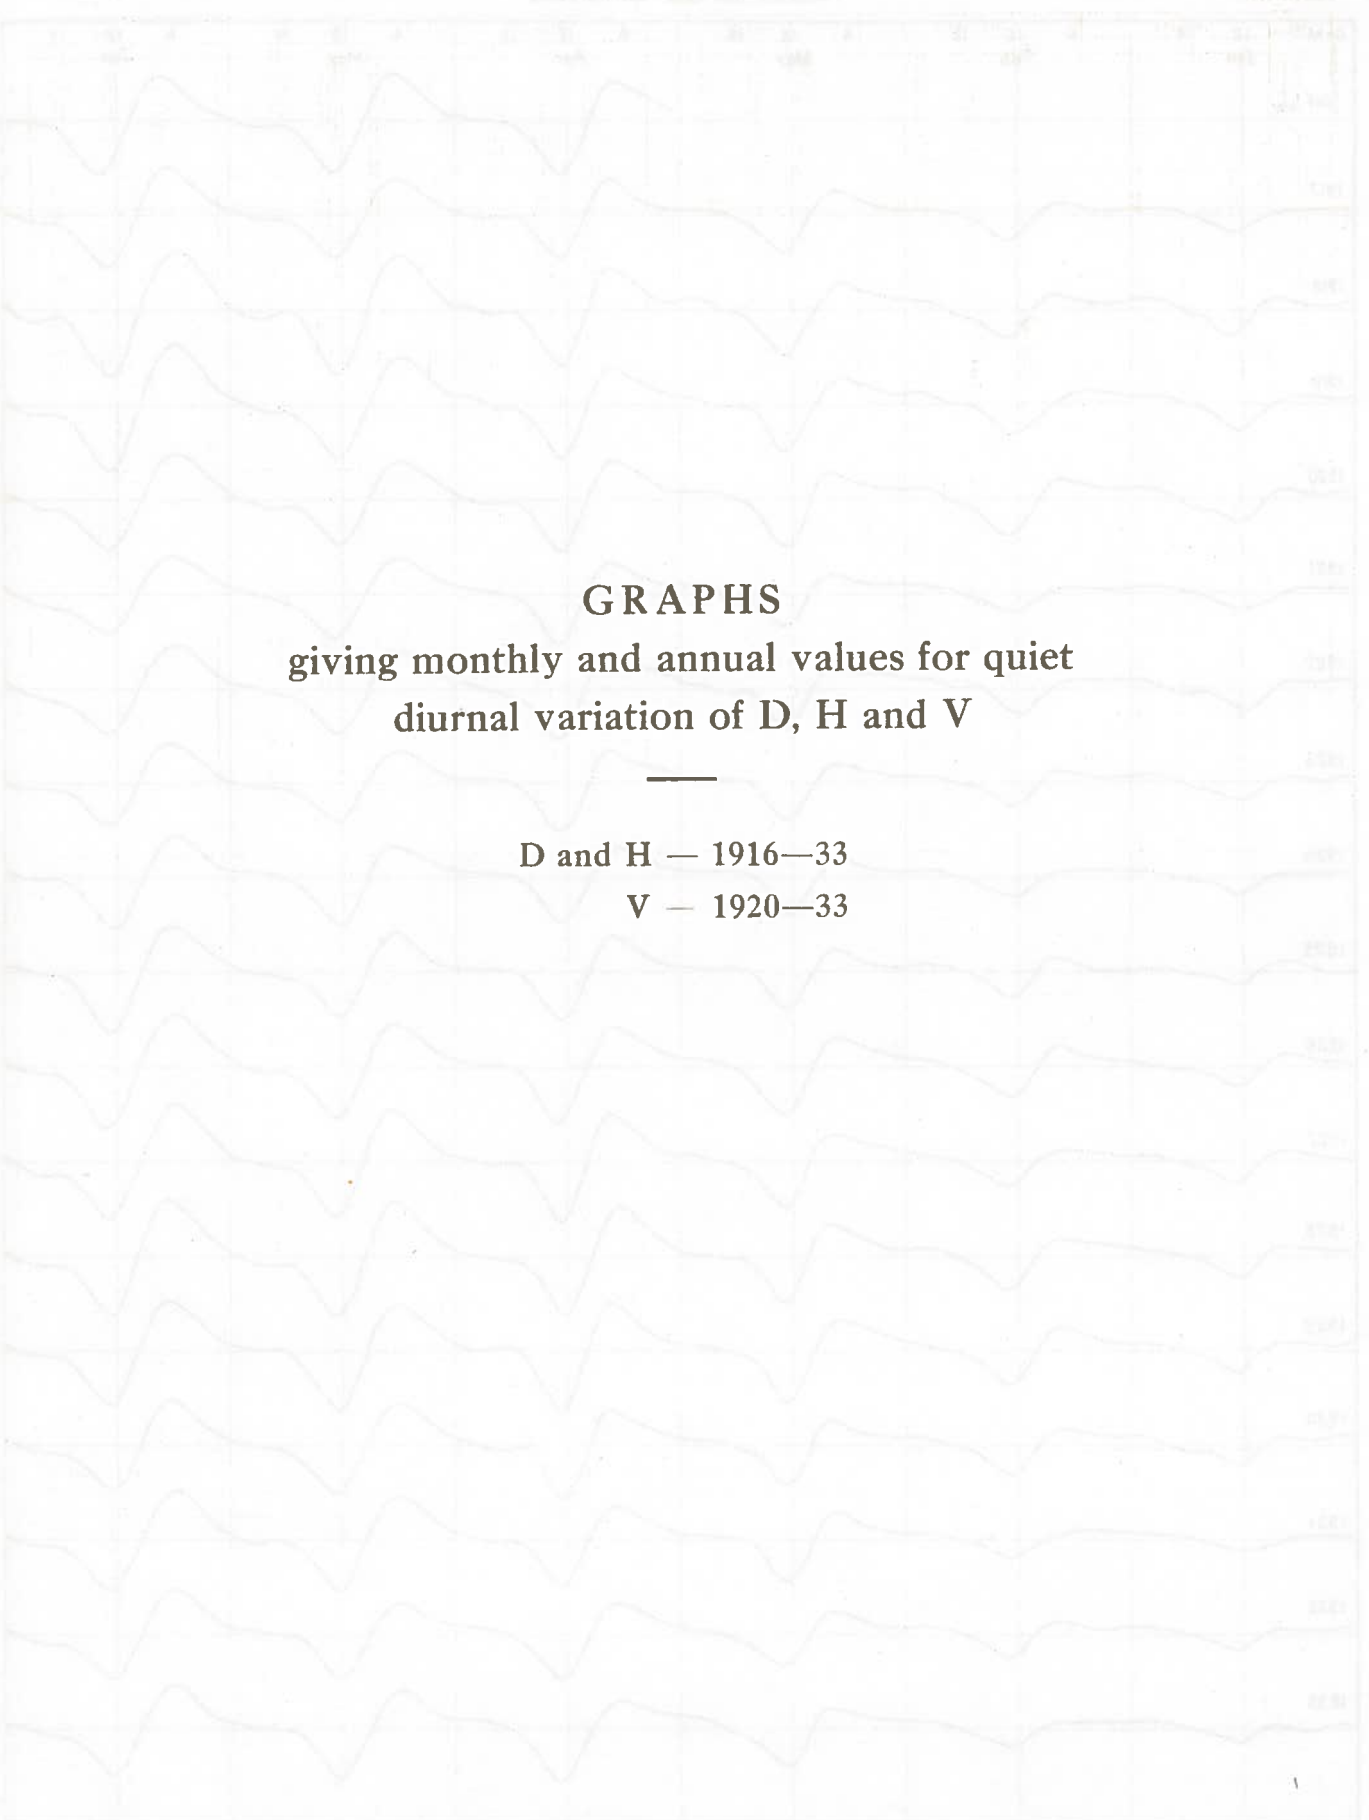 GRAPHS
giving monthly and annual values for quiet
diurnal variation of D, H and V
D and H — 1916—33
V — 1920—33